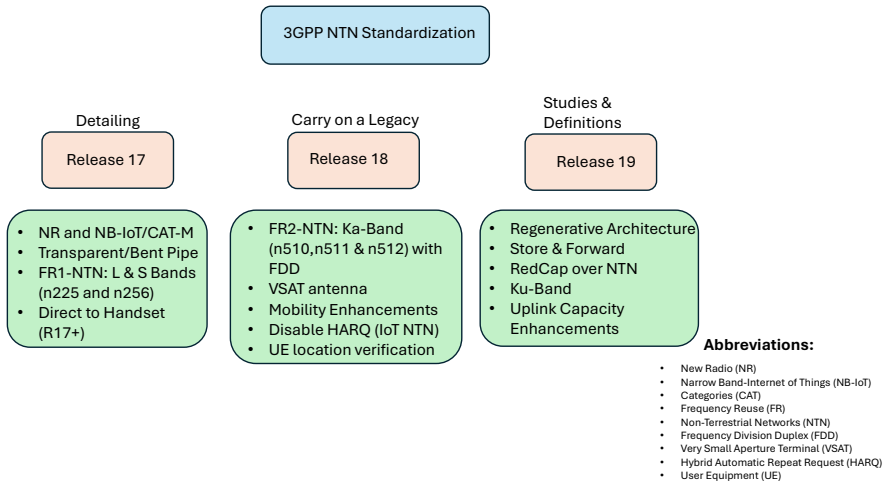 3GPP NTN Standardization
Detailing
Release 17
• NR and NB-IoT/CAT-M
• Transparent/Bent Pipe
• FR1-NTN: L & S Bands
(n225 and n256)
• Direct to Handset
(R17+)
Carry on a Legacy
Release 18
• FR2-NTN: Ka-Band
(n510,n511 & n512) with
FDD
• VSAT antenna
• Mobility Enhancements
• Disable HARQ (IoT NTN)
• UE location verification
Studies &
Definitions
Release 19
• Regenerative Architecture
• Store & Forward
• RedCap over NTN
• Ku-Band
• Uplink Capacity
Enhancements
Abbreviations:
• New Radio (NR)
• Narrow Band-Internet of Things (NB-IoT)
• Categories (CAT)
• Frequency Reuse (FR)
• Non-Terrestrial Networks (NTN)
• Frequency Division Duplex (FDD)
• Very Small Aperture Terminal (VSAT)
• Hybrid Automatic Repeat Request (HARQ)
• User Equipment (UE)